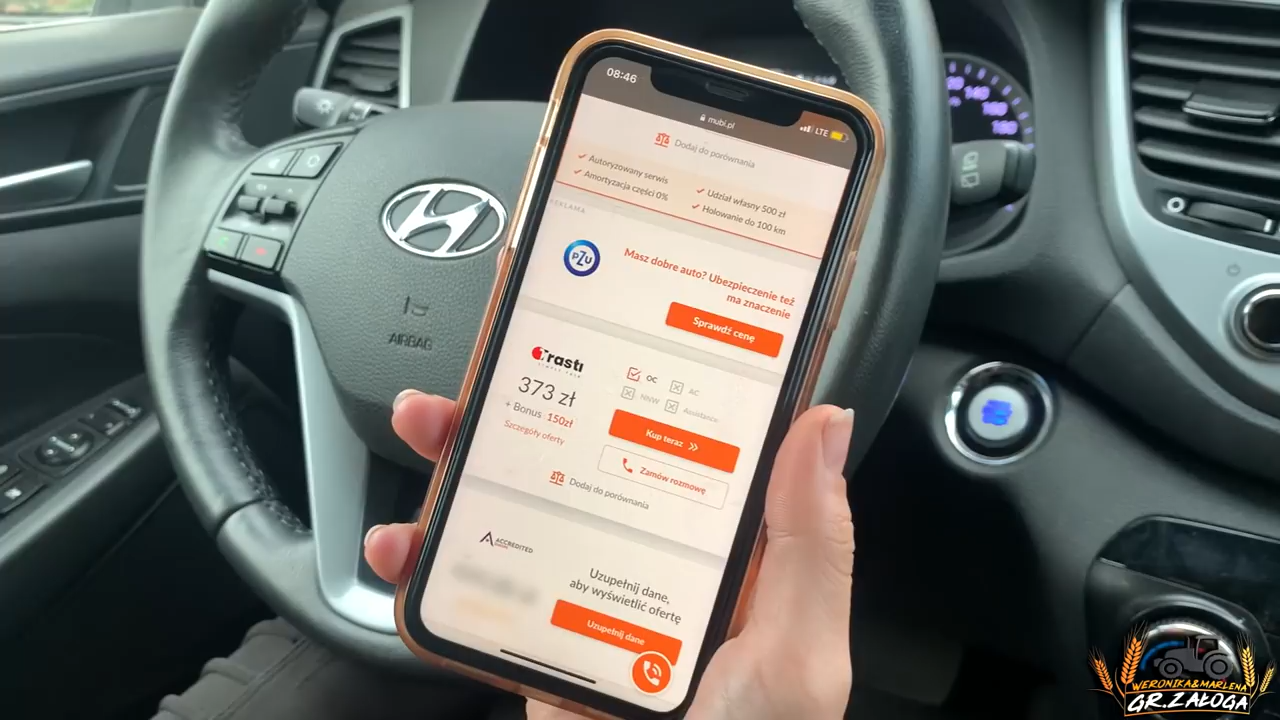 08:46
LTE
mubi.pl
Dodaj do porównania
Autoryzowany serwis
Amortyzacja części 0%
Udział własny 500 zł
Holowanie do 100 km
REKLAMA
PZU
Masz dobre auto? Ubezpieczenie też
ma znaczenie
Sprawdź cenę
Trasti
373 zł
+ Bonus 150zł
Szczegóły oferty
OC
AC
NNW
Assistance
Kup teraz
Zamów rozmowę
Dodaj do porównania
ACCREDITED
Uzupełnij dane,
aby wyświetlić ofertę
Uzupełnij dane
AIRBAG
140
160
180
WERONIKA&MARLENA
GR.ZAŁOGA